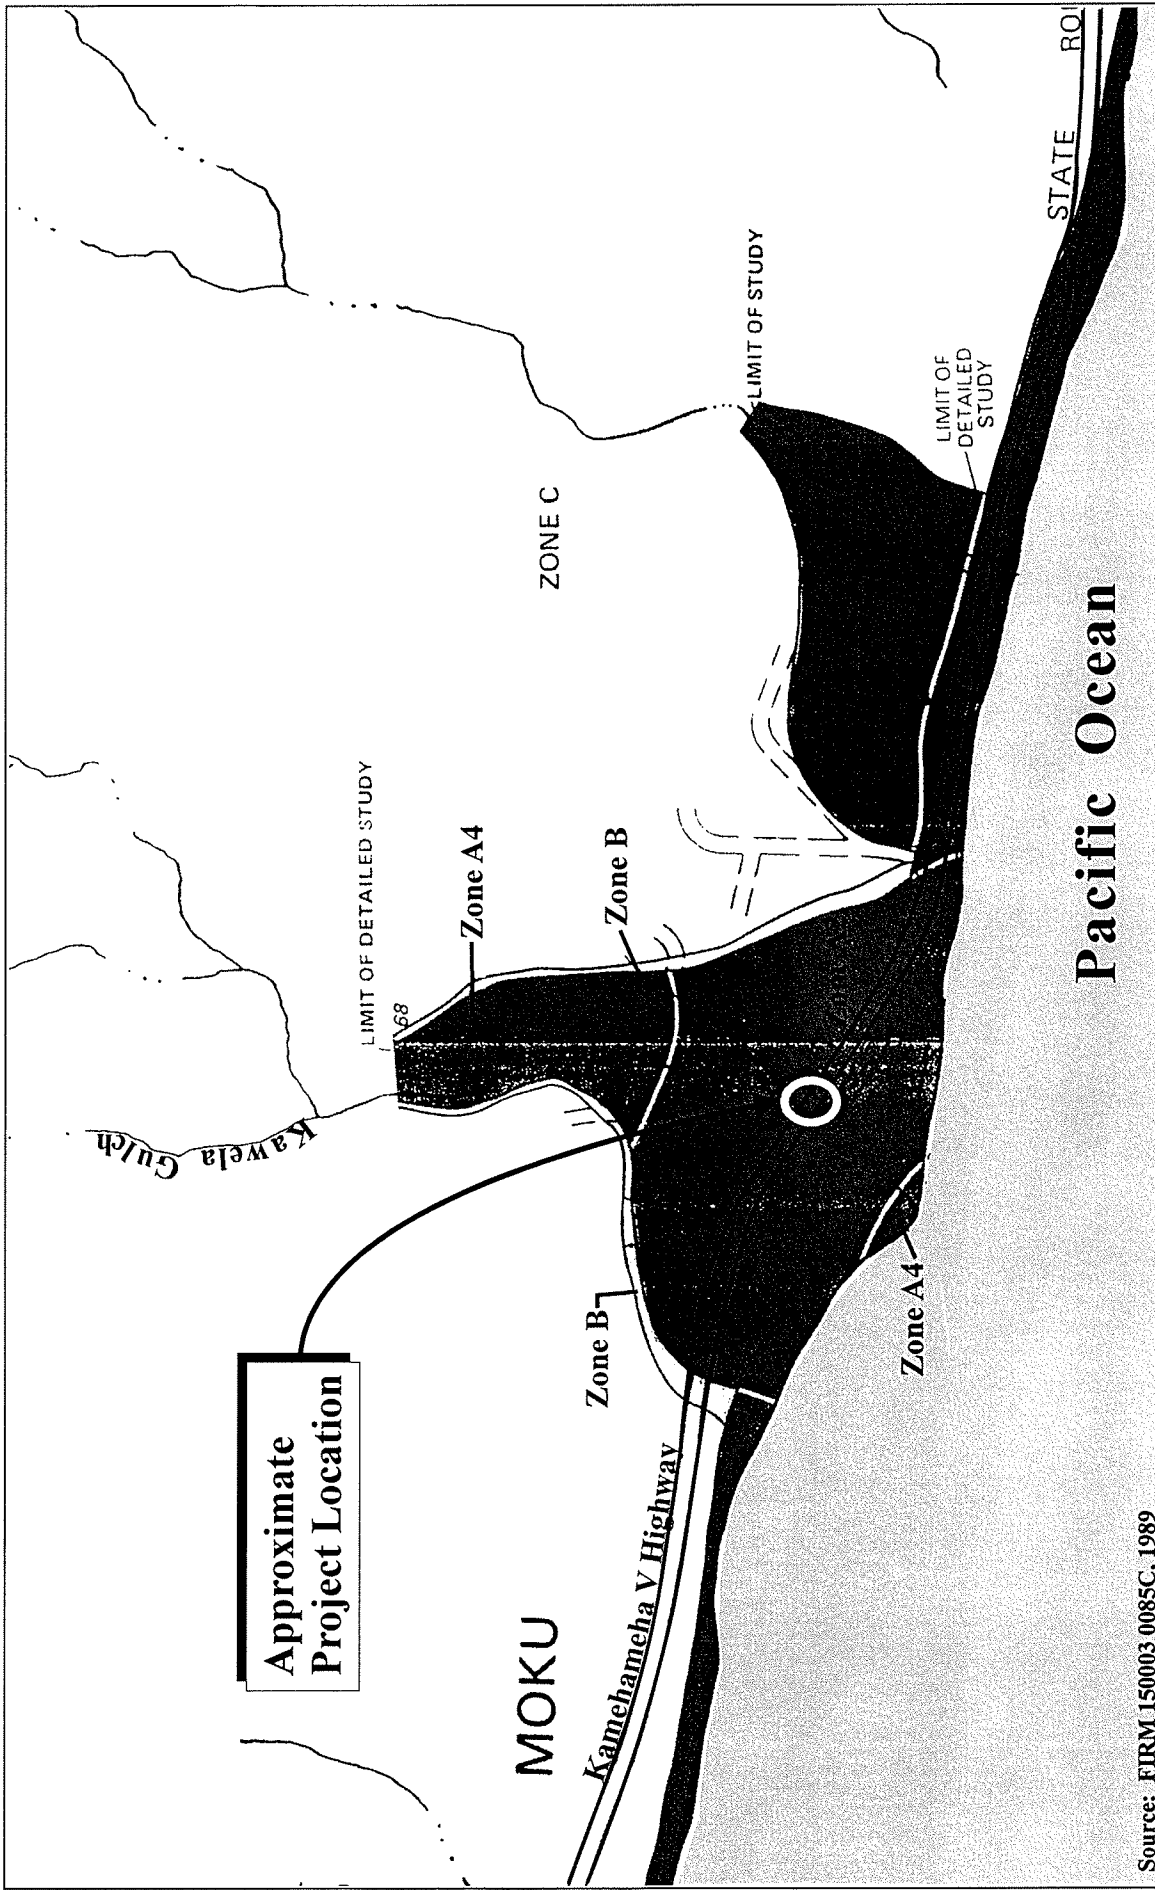 Approximate
Project Location
Kawela Gulch
LIMIT OF DETAILED STUDY
68
Zone A4
Zone B
ZONE C
LIMIT OF STUDY
LIMIT OF
DETAILED
STUDY
STATE
MOKU
Kamehameha V Highway
Zone B
Zone A4
Pacific Ocean
Source: FIRM 150003 0085C, 1989